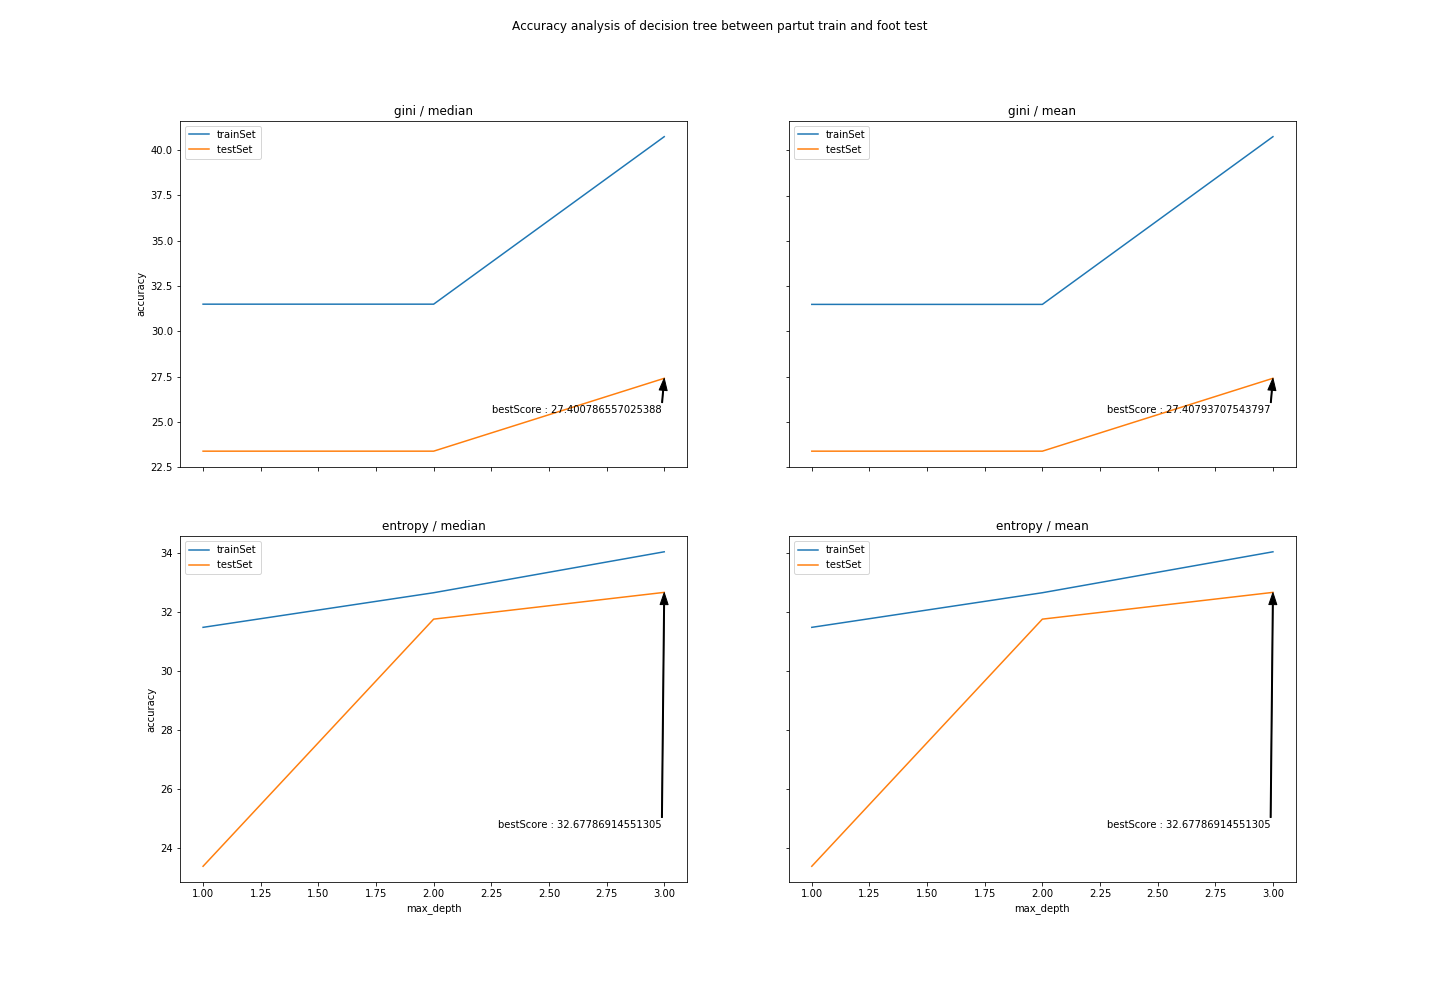 Accuracy analysis of decision tree between partut train and foot test
gini / median
trainSet
testSet
40.0
37.5
35.0
32.5
30.0
27.5
25.0
22.5
accuracy
bestScore : 27.400786557025388
gini / mean
trainSet
testSet
bestScore : 27.40793707543797
entropy / median
trainSet
testSet
34
32
30
28
26
24
accuracy
bestScore : 32.67786914551305
1.00 1.25 1.50 1.75 2.00 2.25 2.50 2.75 3.00
max_depth
entropy / mean
trainSet
testSet
bestScore : 32.67786914551305
1.00 1.25 1.50 1.75 2.00 2.25 2.50 2.75 3.00
max_depth